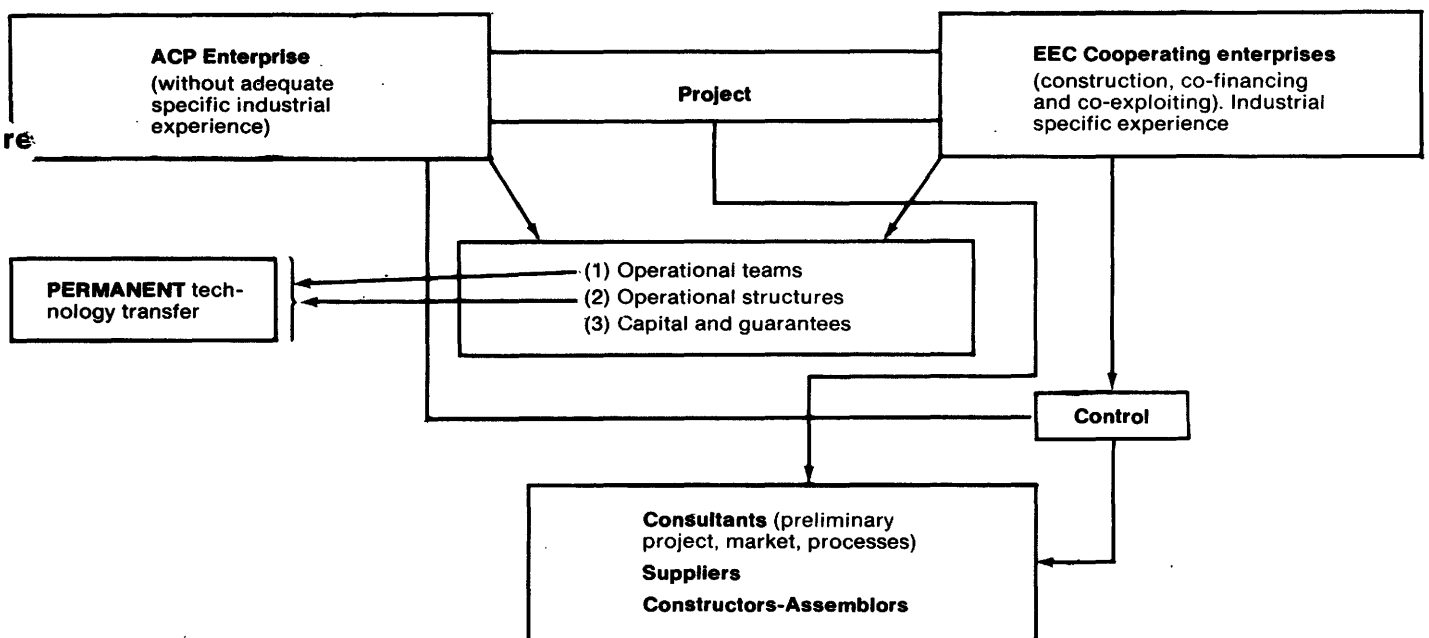 ACP Enterprise
(without adequate
specific industrial
experience)
re
Project
EEC Cooperating enterprises
(construction, co-financing
and co-exploiting). Industrial
specific experience
PERMANENT tech-
nology transfer
(1) Operational teams
(2) Operational structures
(3) Capital and guarantees
Control
Consultants (preliminary
project, market, processes)
Suppliers
Constructors-Assemblors